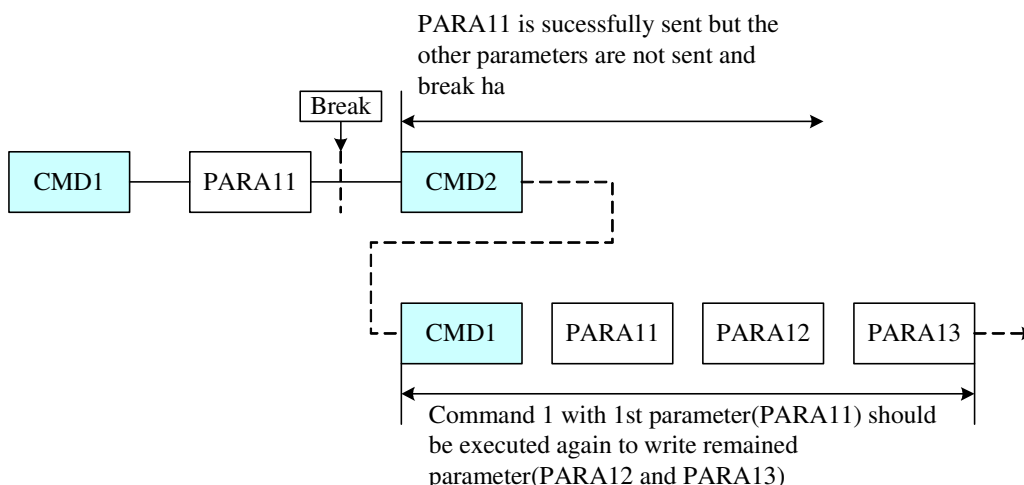 PARA11 is sucessfully sent but the
other parameters are not sent and
break ha
Break
CMD1
PARA11
CMD2
CMD1
PARA11
PARA12
PARA13
Command 1 with 1st parameter(PARA11) should
be executed again to write remained
parameter(PARA12 and PARA13)